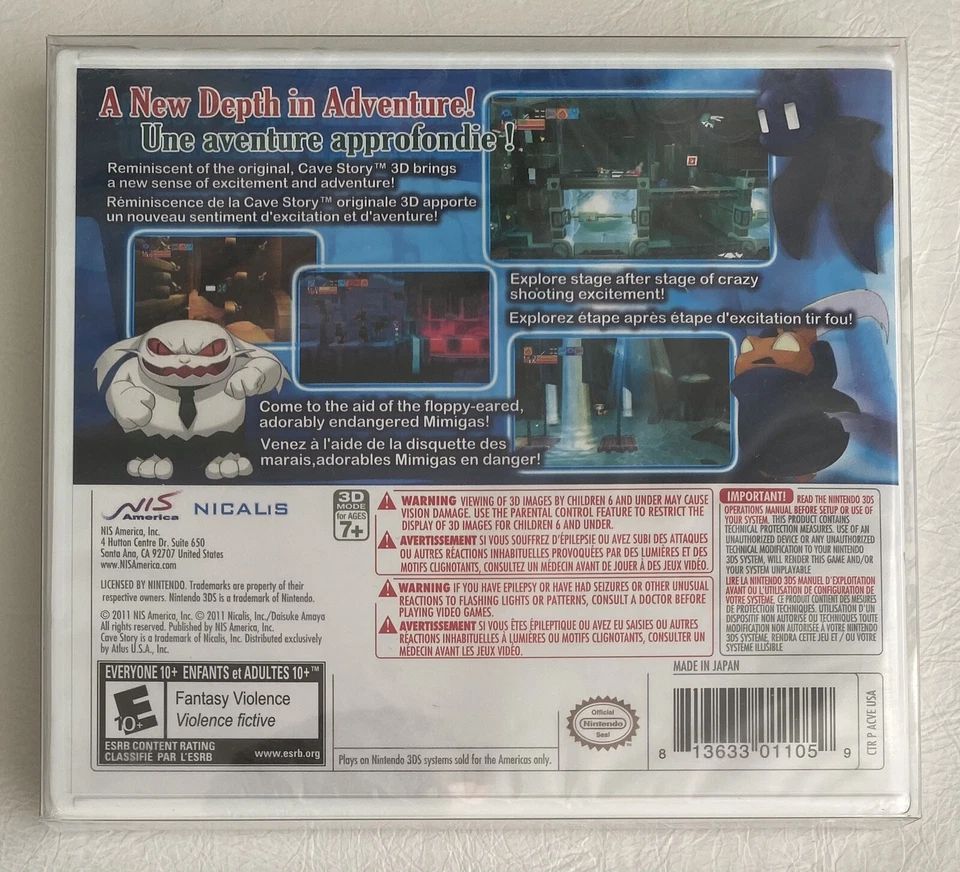 A New Depth in Adventure!
Une aventure approfondie !
Reminiscent of the original, Cave Story™ 3D brings
a new sense of excitement and adventure!
Réminiscence de la Cave Story™ originale 3D apporte
un nouveau sentiment d'excitation et d'aventure!
Explore stage after stage of crazy
shooting excitement!
Explorez étape après étape d'excitation tir fou!
Come to the aid of the floppy-eared,
adorably endangered Mimigas!
Venez à l'aide de la disquette des
marais,adorables Mimigas en danger!
NIS
America
NICALiS
NIS America, Inc.
4 Hutton Centre Dr. Suite 650
Santa Ana, CA 92707 United States
www.NISAmerica.com
LICENSED BY NINTENDO. Trademarks are property of their
respective owners. Nintendo 3DS is a trademark of Nintendo.
© 2011 NIS America, Inc. © 2011 Nicalis, Inc./Daisuke Amaya
All rights reserved. Published by NIS America, Inc.
Cave Story is a trademark of Nicalis, Inc. Distributed exclusively
by Atlus U.S.A., Inc.
3D
MODE
for AGES
7+
WARNING VIEWING OF 3D IMAGES BY CHILDREN 6 AND UNDER MAY CAUSE
VISION DAMAGE. USE THE PARENTAL CONTROL FEATURE TO RESTRICT THE
DISPLAY OF 3D IMAGES FOR CHILDREN 6 AND UNDER.
AVERTISSEMENT SI VOUS SOUFFREZ D'ÉPILEPSIE OU AVEZ SUBI DES ATTAQUES
OU AUTRES RÉACTIONS INHABITUELLES PROVOQUÉES PAR DES LUMIÈRES ET DES
MOTIFS CLIGNOTANTS, CONSULTEZ UN MÉDECIN AVANT DE JOUER À DES JEUX VIDÉO.
WARNING IF YOU HAVE EPILEPSY OR HAVE HAD SEIZURES OR OTHER UNUSUAL
REACTIONS TO FLASHING LIGHTS OR PATTERNS, CONSULT A DOCTOR BEFORE
PLAYING VIDEO GAMES.
AVERTISSEMENT SI VOUS ÊTES ÉPILEPTIQUE OU AVEZ EU SAISIES OU AUTRES
RÉACTIONS INHABITUELLES À LUMIÈRES OU MOTIFS CLIGNOTANTS, CONSULTER UN
MÉDECIN AVANT LES JEUX VIDÉO.
IMPORTANT! READ THE NINTENDO 3DS
OPERATIONS MANUAL BEFORE SETUP OR USE OF
YOUR SYSTEM. THIS PRODUCT CONTAINS
TECHNICAL PROTECTION MEASURES. USE OF AN
UNAUTHORIZED DEVICE OR ANY UNAUTHORIZED
TECHNICAL MODIFICATION TO YOUR NINTENDO
3DS SYSTEM, WILL RENDER THIS GAME AND/OR
YOUR SYSTEM UNPLAYABLE
LIRE LA NINTENDO 3DS MANUEL D'EXPLOITATION
AVANT OU L'UTILISATION DE CONFIGURATION DE
VOTRE SYSTÈME. CE PRODUIT CONTIENT DES MESURES
DE PROTECTION TECHNIQUES. UTILISATION D'UN
DISPOSITIF NON AUTORISÉ OU TECHNIQUES TOUTE
MODIFICATION NON AUTORISÉE À VOTRE NINTENDO
3DS SYSTÈME, RENDRA CETTE JEU ET / OU VOTRE
SYSTÈME ILLISIBLE
MADE IN JAPAN
EVERYONE 10+ ENFANTS et ADULTES 10+™
E
10+
Fantasy Violence
Violence fictive
ESRB CONTENT RATING
CLASSIFIÉ PAR L'ESRB
www.esrb.org
Plays on Nintendo 3DS systems sold for the Americas only.
Official
Nintendo
Seal
8 13633 01105 9
CTR P ACVE USA